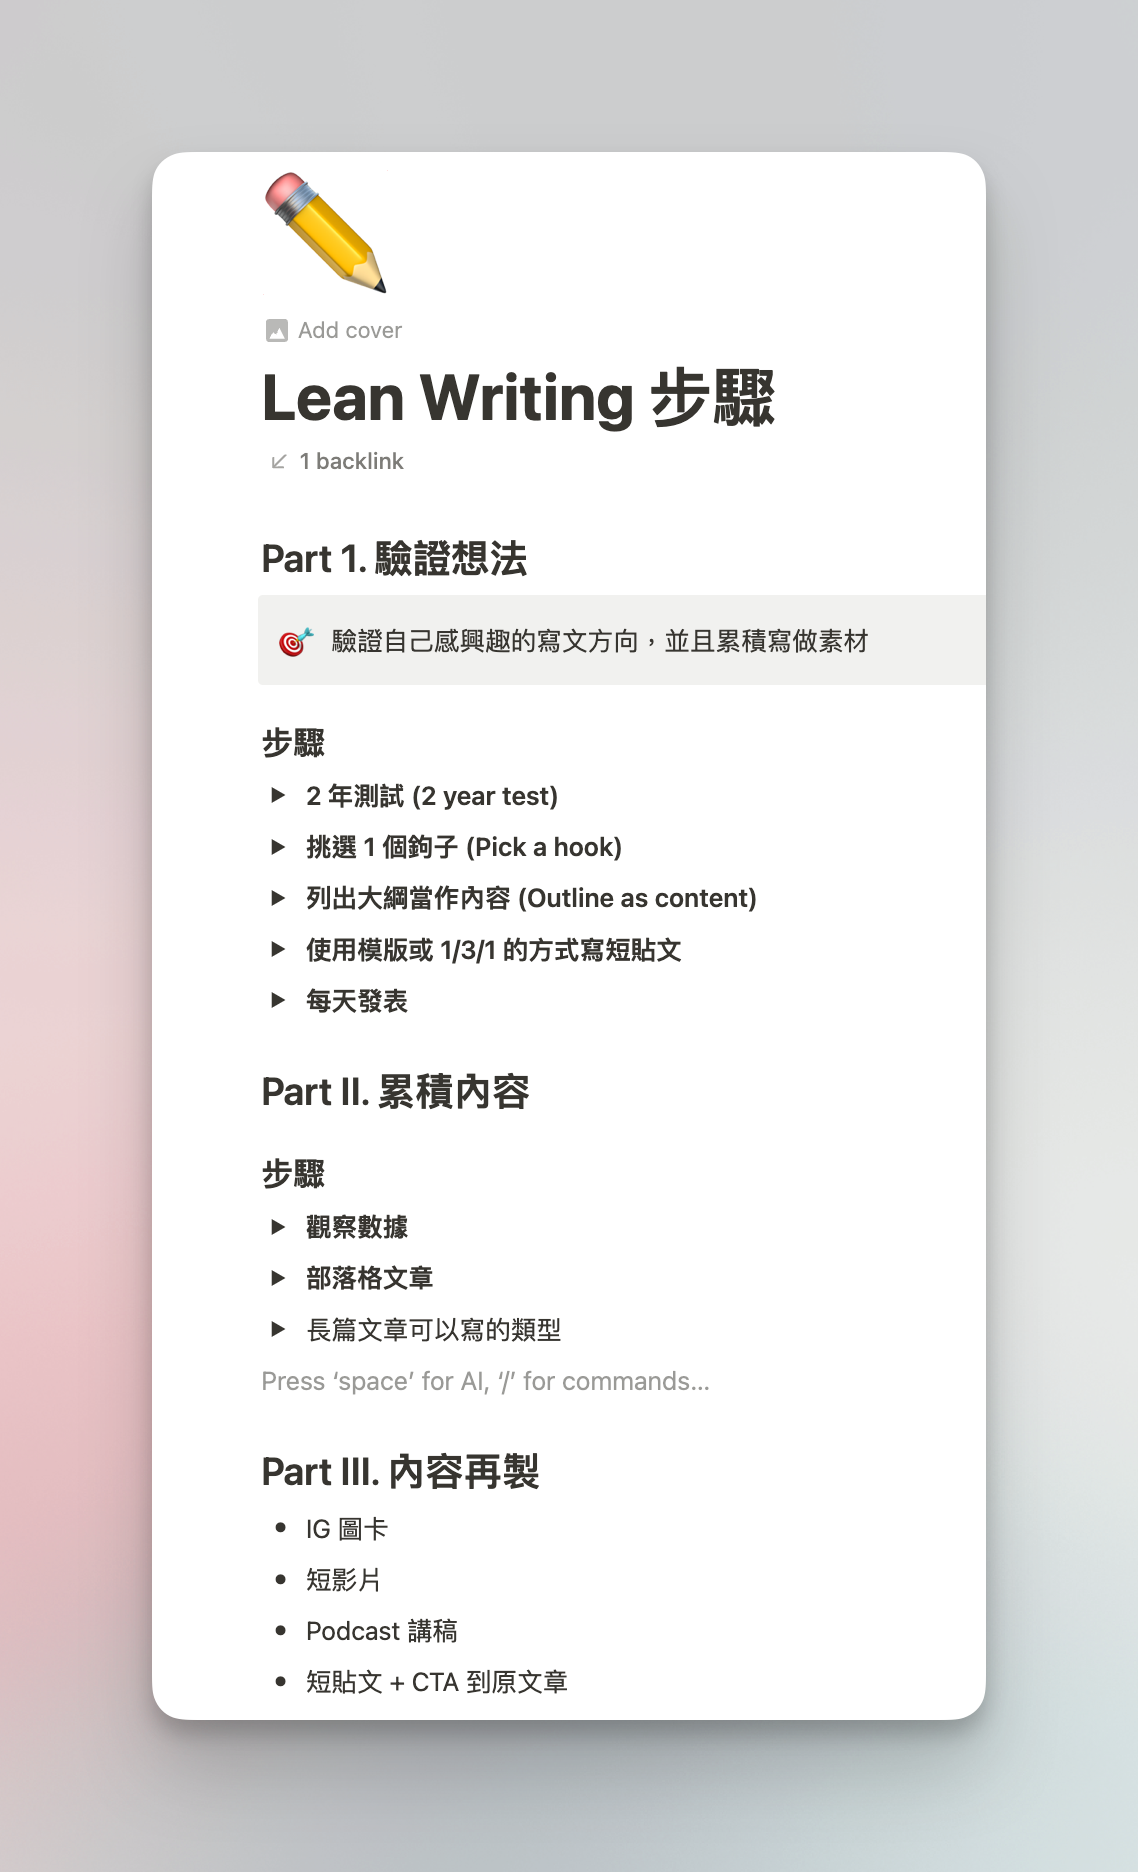 Add cover
Lean Writing 步驟
1 backlink
Part 1. 驗證想法
驗證自己感興趣的寫文方向，並且累積寫做素材
步驟
2 年測試 (2 year test)
挑選 1 個鉤子 (Pick a hook)
列出大綱當作內容 (Outline as content)
使用模版或 1/3/1 的方式寫短貼文
每天發表
Part II. 累積內容
步驟
觀察數據
部落格文章
長篇文章可以寫的類型
Press ‘space’ for AI, ‘/’ for commands…
Part III. 內容再製
• IG 圖卡
• 短影片
• Podcast 講稿
• 短貼文 + CTA 到原文章